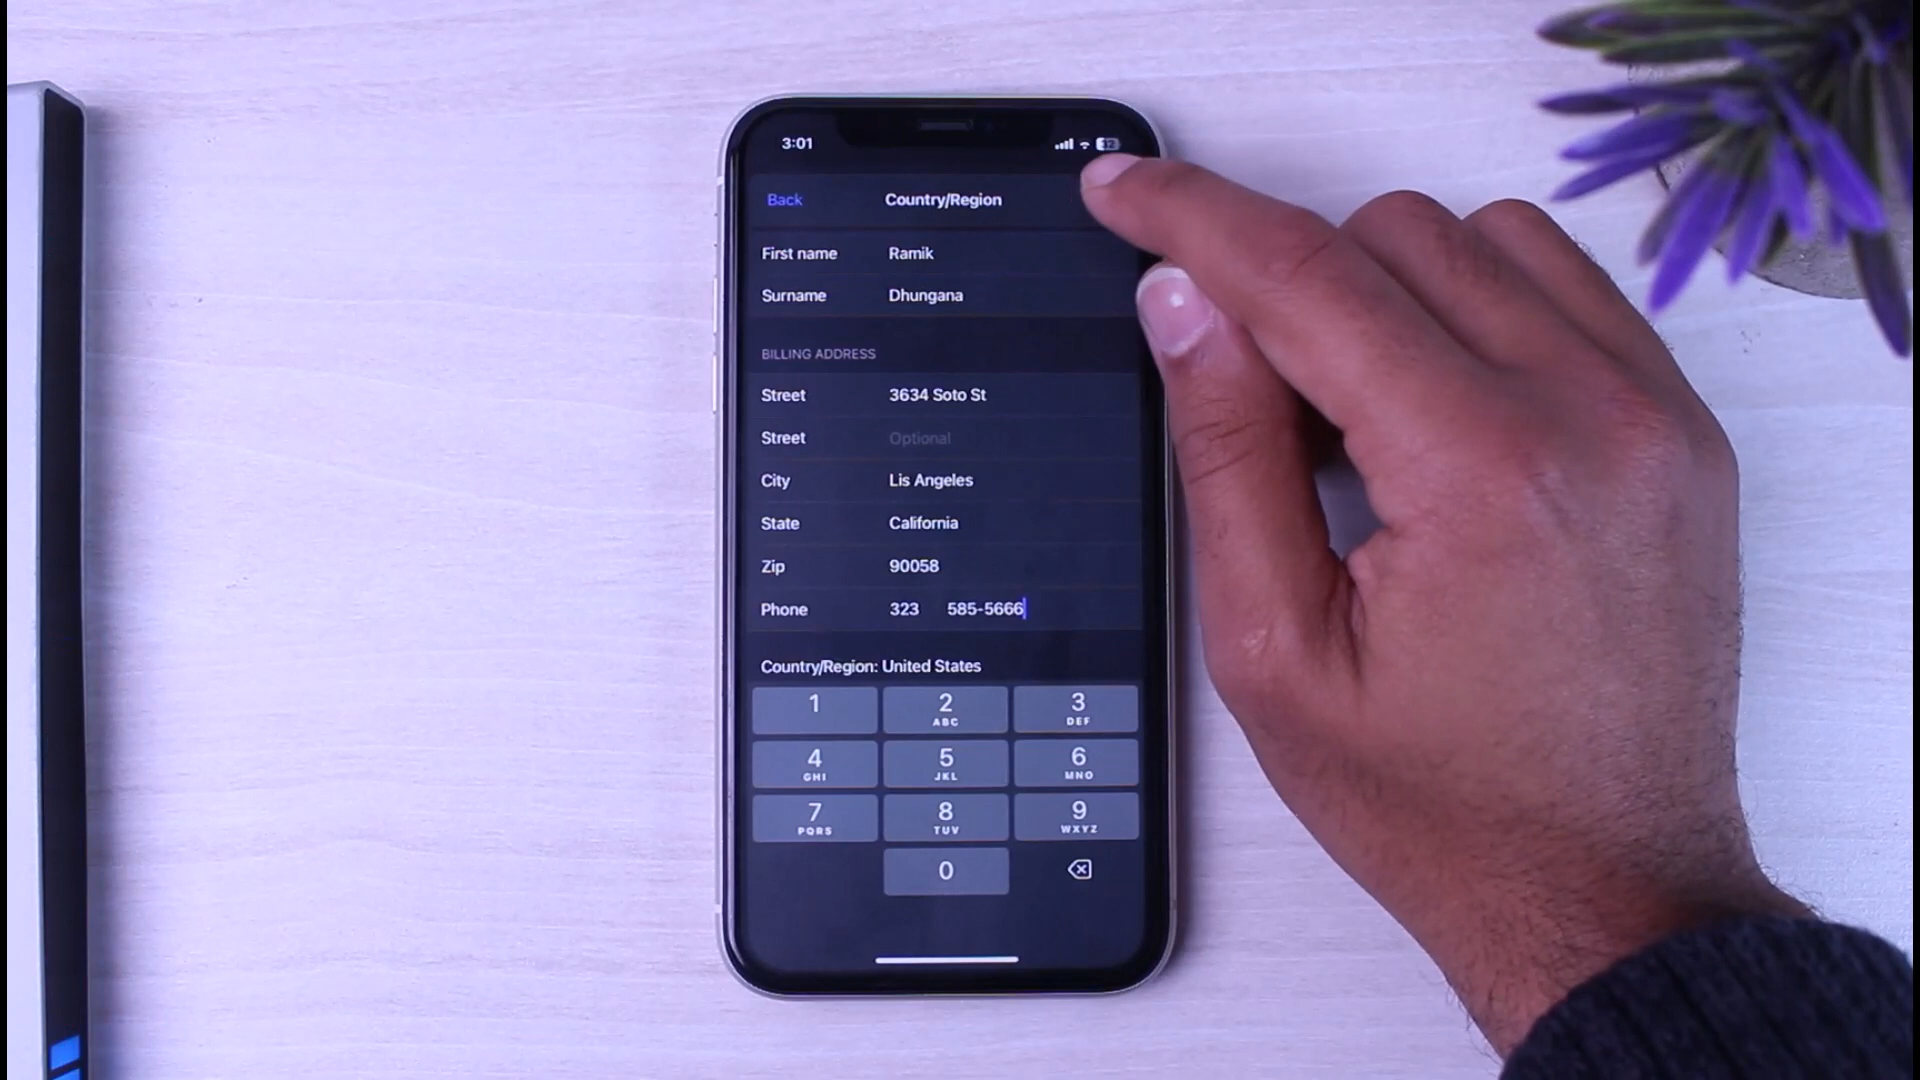 3:01
12
Back Country/Region
First name Ramik
Surname Dhungana
BILLING ADDRESS
Street 3634 Soto St
Street Optional
City Lis Angeles
State California
Zip 90058
Phone 323 585-5666
Country/Region: United States
1 2 3
ABC DEF
4 5 6
GHI JKL MNO
7 8 9
PQRS TUV WXYZ
0